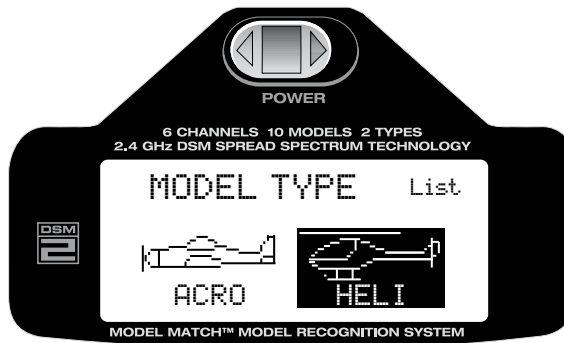 POWER
6 CHANNELS 10 MODELS 2 TYPES
2.4 GHz DSM SPREAD SPECTRUM TECHNOLOGY
MODEL TYPE List
DSM
2
ACRO HELI
MODEL MATCH™ MODEL RECOGNITION SYSTEM